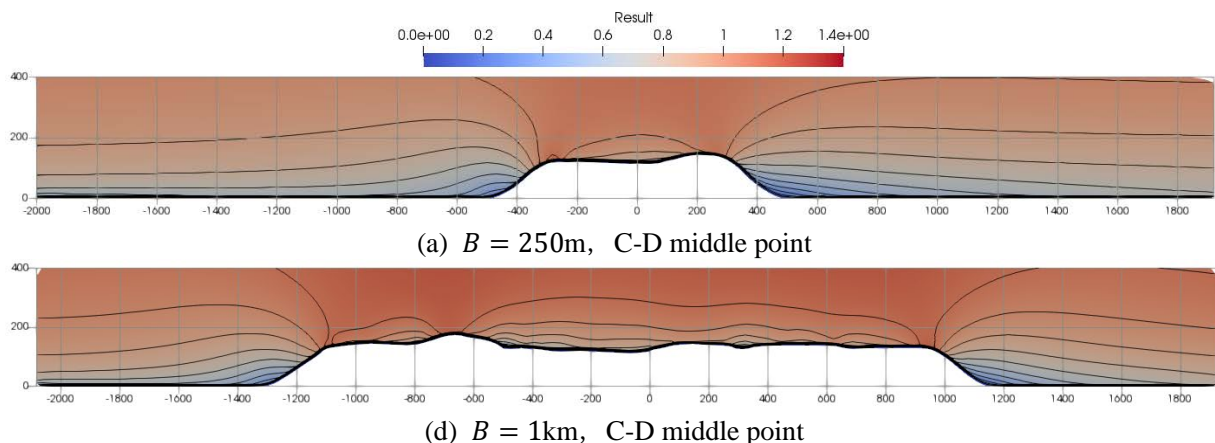 Result
0.0e+00 0.2 0.4 0.6 0.8 1 1.2 1.4e+00
400
200
0
-2000 -1800 -1600 -1400 -1200 -1000 -800 -600 -400 -200 0 200 400 600 800 1000 1200 1400 1600 1800
(a) B = 250m, C-D middle point
400
200
0
-2000 -1800 -1600 -1400 -1200 -1000 -800 -600 -400 -200 0 200 400 600 800 1000 1200 1400 1600 1800
(d) B = 1km, C-D middle point